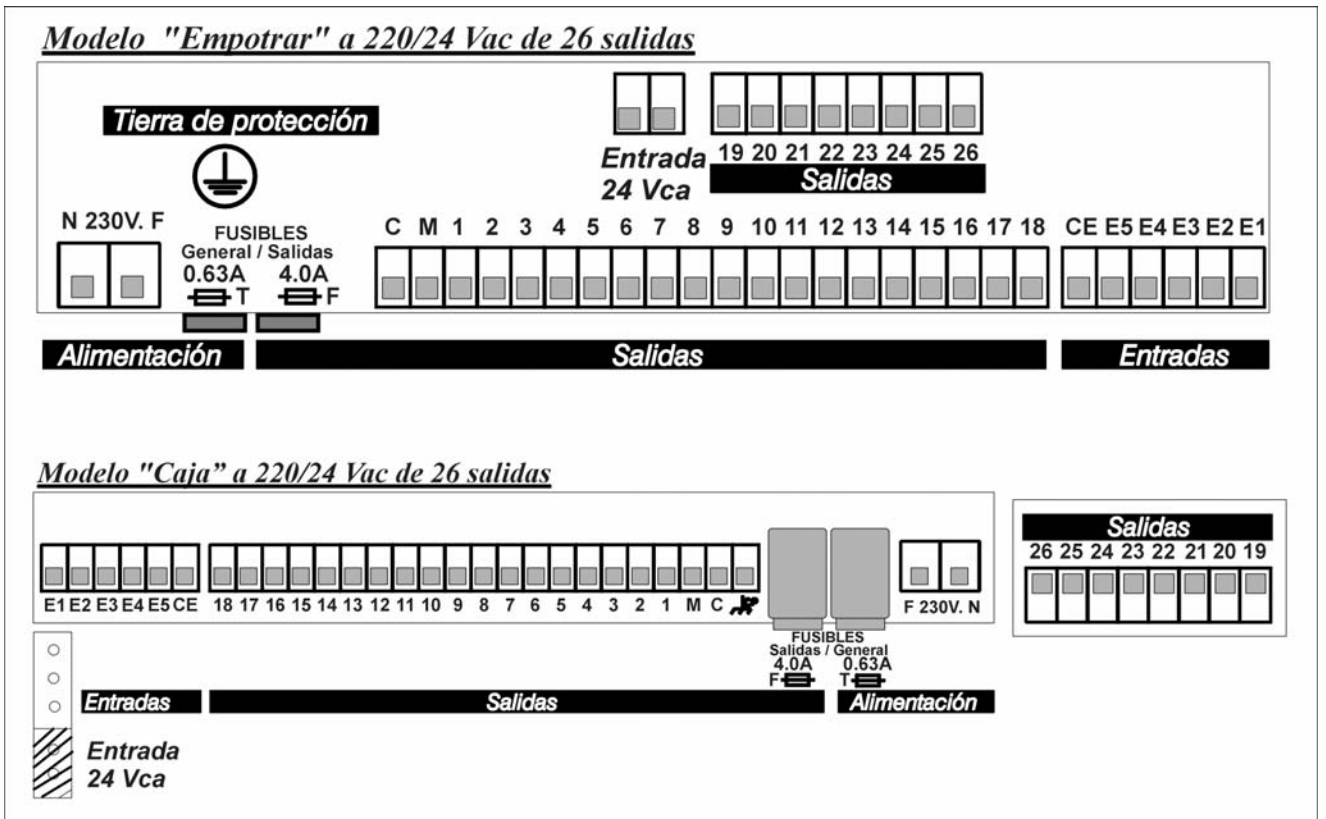 Modelo "Empotrar" a 220/24 Vac de 26 salidas
Tierra de protección
Entrada
24 Vca
19 20 21 22 23 24 25 26
Salidas
N 230V. F
FUSIBLES
General / Salidas
0.63A 4.0A
T F
C M 1 2 3 4 5 6 7 8 9 10 11 12 13 14 15 16 17 18
CE E5 E4 E3 E2 E1
Alimentación
Salidas
Entradas
Modelo "Caja” a 220/24 Vac de 26 salidas
Salidas
26 25 24 23 22 21 20 19
E1 E2 E3 E4 E5 CE
18 17 16 15 14 13 12 11 10 9 8 7 6 5 4 3 2 1 M C
F 230V. N
FUSIBLES
Salidas / General
4.0A 0.63A
F T
Entradas
Salidas
Alimentación
Entrada
24 Vca